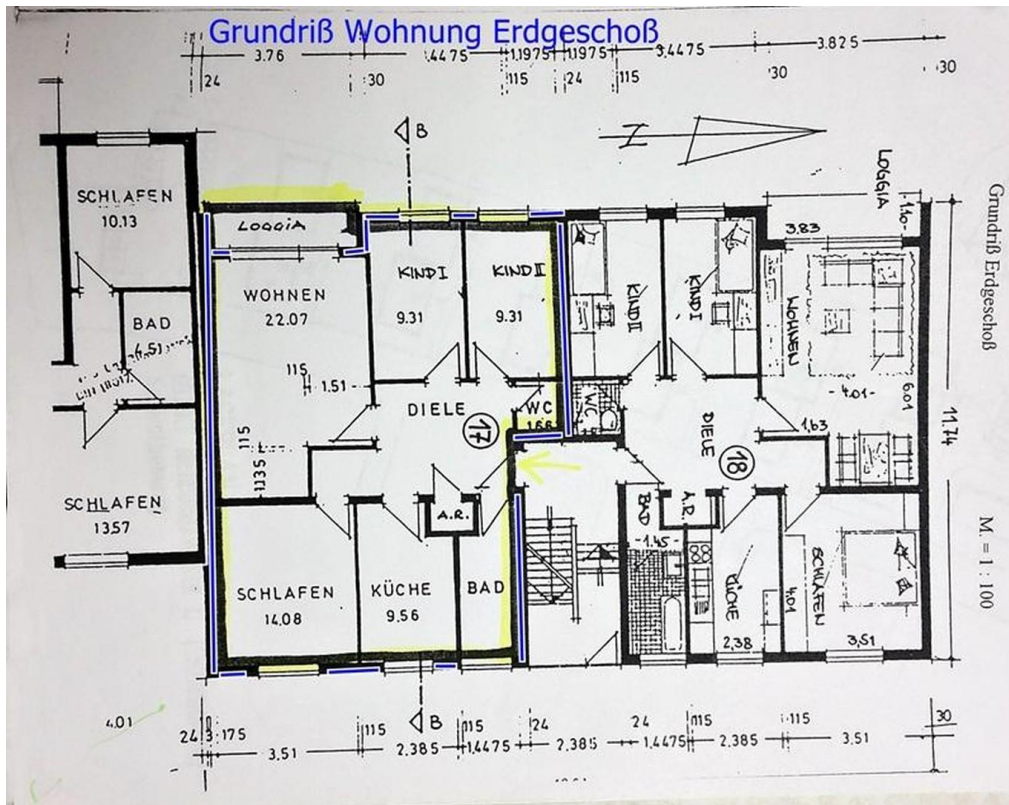 Grundriß Wohnung Erdgeschoß
3.76
4475
1.1975
1.1975
3.4475
3.825
24
:30
115
24
115
30
30
B
SCHLAFEN
10.13
BAD
SCHLAFEN
13.57
LOGGIA
WOHNEN
22.07
115
1.51
115
1.135
KIND I
9.31
KIND II
9.31
DIELE
17
WC
1.66
A.R.
SCHLAFEN
14.08
KÜCHE
9.56
BAD
KIND II
KIND I
WC
DIELE
18
LOGGIA
1.10
3.83
WOHNEN
4.01
6.01
1,63
BAD
A.R.
1.45
KÜCHE
2,38
4.01
SCHLAFEN
3,51
11.74
Grundriß Erdgeschoß
M. = 1 : 100
4.01
B
24
3
175
3.51
115
2.385
115
1.4475
24
2.385
24
1.4475
115
2.385
115
3.51
30